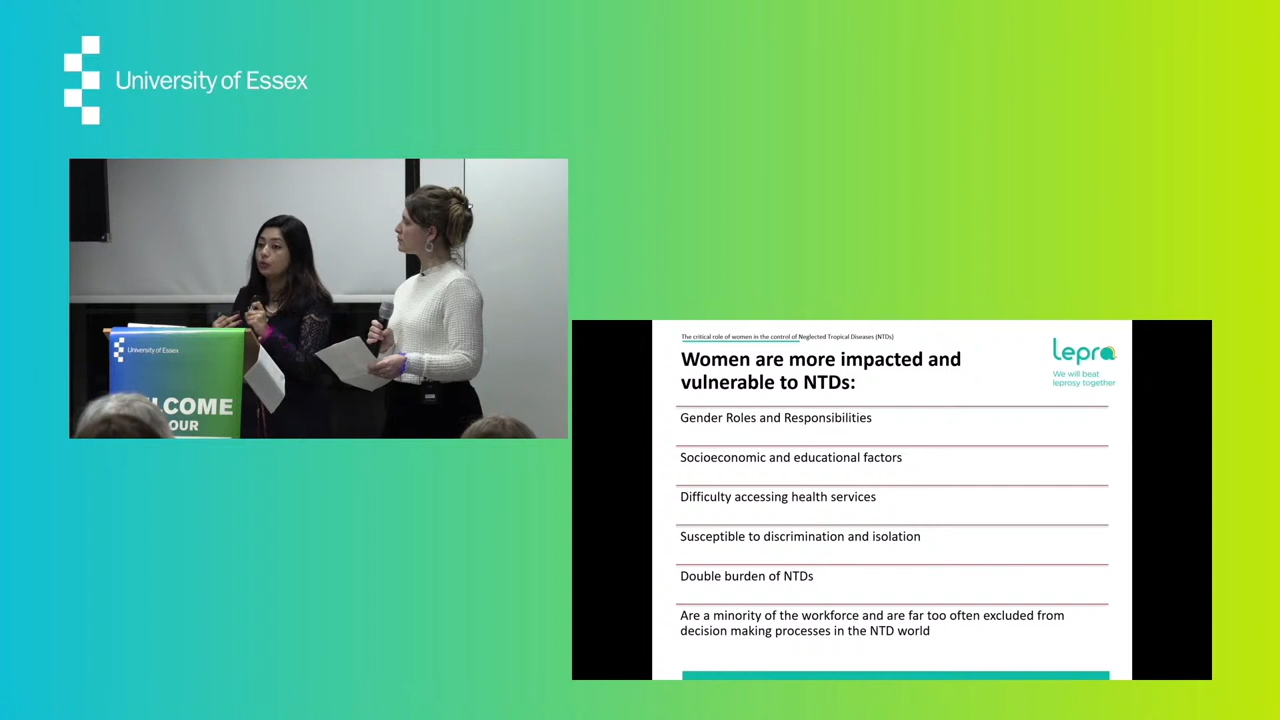 University of Essex
University of Essex
LCOME
OUR
The critical role of women in the control of Neglected Tropical Diseases (NTDs)
Women are more impacted and
vulnerable to NTDs:
lepra
We will beat
leprosy together
Gender Roles and Responsibilities
Socioeconomic and educational factors
Difficulty accessing health services
Susceptible to discrimination and isolation
Double burden of NTDs
Are a minority of the workforce and are far too often excluded from
decision making processes in the NTD world